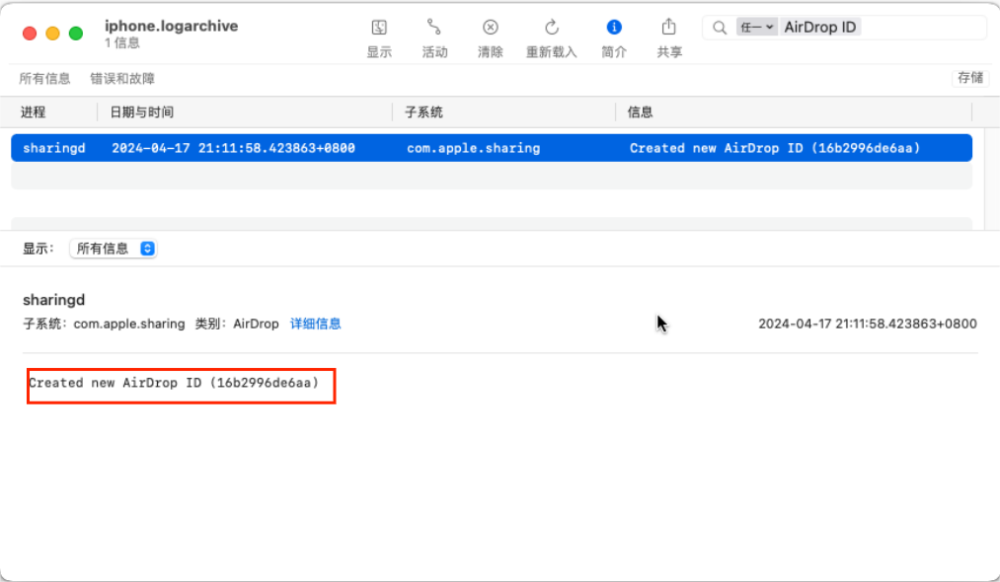 iphone.logarchive
1 信息
显示
活动
清除
重新载入
简介
共享
任一 AirDrop ID
所有信息 错误和故障
存储
进程 日期与时间 子系统 信息
sharingd 2024-04-17 21:11:58.423863+0800 com.apple.sharing Created new AirDrop ID (16b2996de6aa)
显示： 所有信息
sharingd
子系统：com.apple.sharing 类别：AirDrop 详细信息 2024-04-17 21:11:58.423863+0800
Created new AirDrop ID (16b2996de6aa)